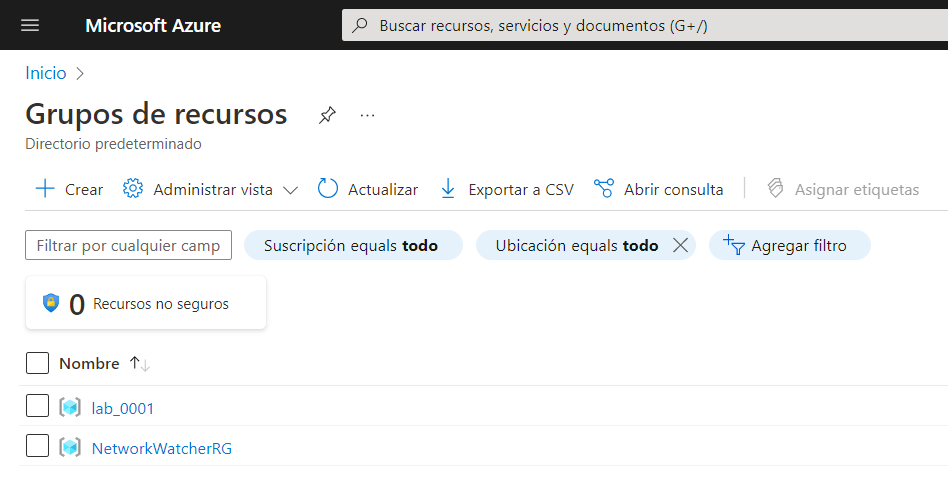 Microsoft Azure
Buscar recursos, servicios y documentos (G+/)
Inicio
Grupos de recursos
Directorio predeterminado
Crear Administrar vista Actualizar Exportar a CSV Abrir consulta Asignar etiquetas
Filtrar por cualquier camp Suscripción equals todo Ubicación equals todo Agregar filtro
0 Recursos no seguros
Nombre
lab_0001
NetworkWatcherRG